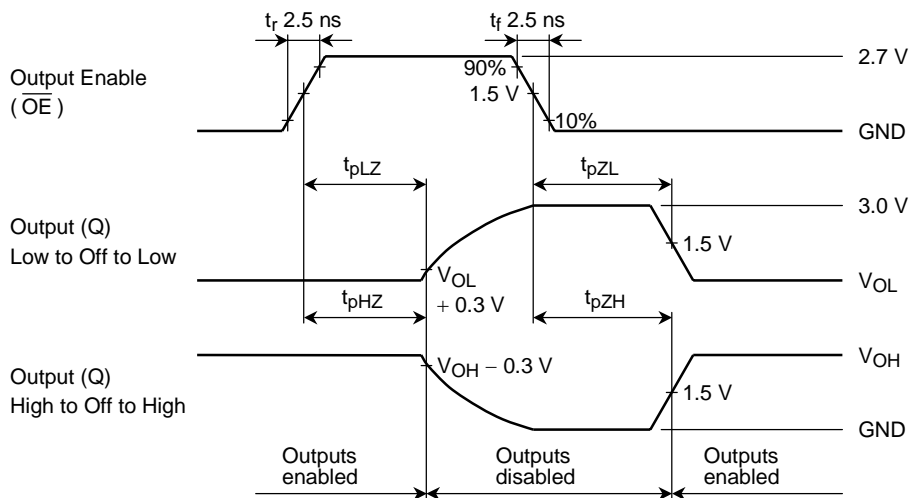 tr 2.5 ns
tf 2.5 ns
Output Enable
( OE )
90%
1.5 V
10%
2.7 V
GND
tpLZ
tpZL
Output (Q)
Low to Off to Low
3.0 V
1.5 V
VOL
+ 0.3 V
VOL
tpHZ
tpZH
Output (Q)
High to Off to High
VOH − 0.3 V
VOH
1.5 V
GND
Outputs
enabled
Outputs
disabled
Outputs
enabled